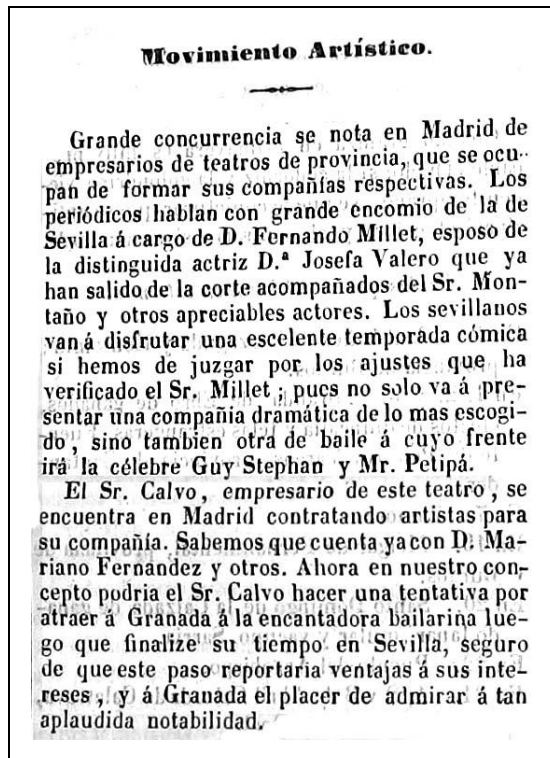 Movimiento Artístico.
Grande concurrencia se nota en Madrid de
empresarios de teatros de provincia, que se ocu-
pan de formar sus compañías respectivas. Los
periódicos hablan con grande encomio de la de
Sevilla á cargo de D. Fernando Millet, esposo de
la distinguida actriz D.ª Josefa Valero que ya
han salido de la corte acompañados del Sr. Mon-
taño y otros apreciables actores. Los sevillanos
van á disfrutar una escelente temporada cómica
si hemos de juzgar por los ajustes que ha
verificado el Sr. Millet; pues no solo va á pre-
sentar una compañia dramática de lo mas escogi-
do, sino tambien otra de baile á cuyo frente
irá la célebre Guy Stephan y Mr. Petipá.
El Sr. Calvo, empresario de este teatro, se
encuentra en Madrid contratando artistas para
su compañía. Sabemos que cuenta ya con D. Ma-
riano Fernández y otros. Ahora en nuestro con-
cepto podria el Sr. Calvo hacer una tentativa por
atraer á Granada á la encantadora bailarina lue-
go que finalize su tiempo en Sevilla, seguro
de que este paso reportaria ventajas á sus inte-
reses, y á Granada el placer de admirar á tan
aplaudida notabilidad.